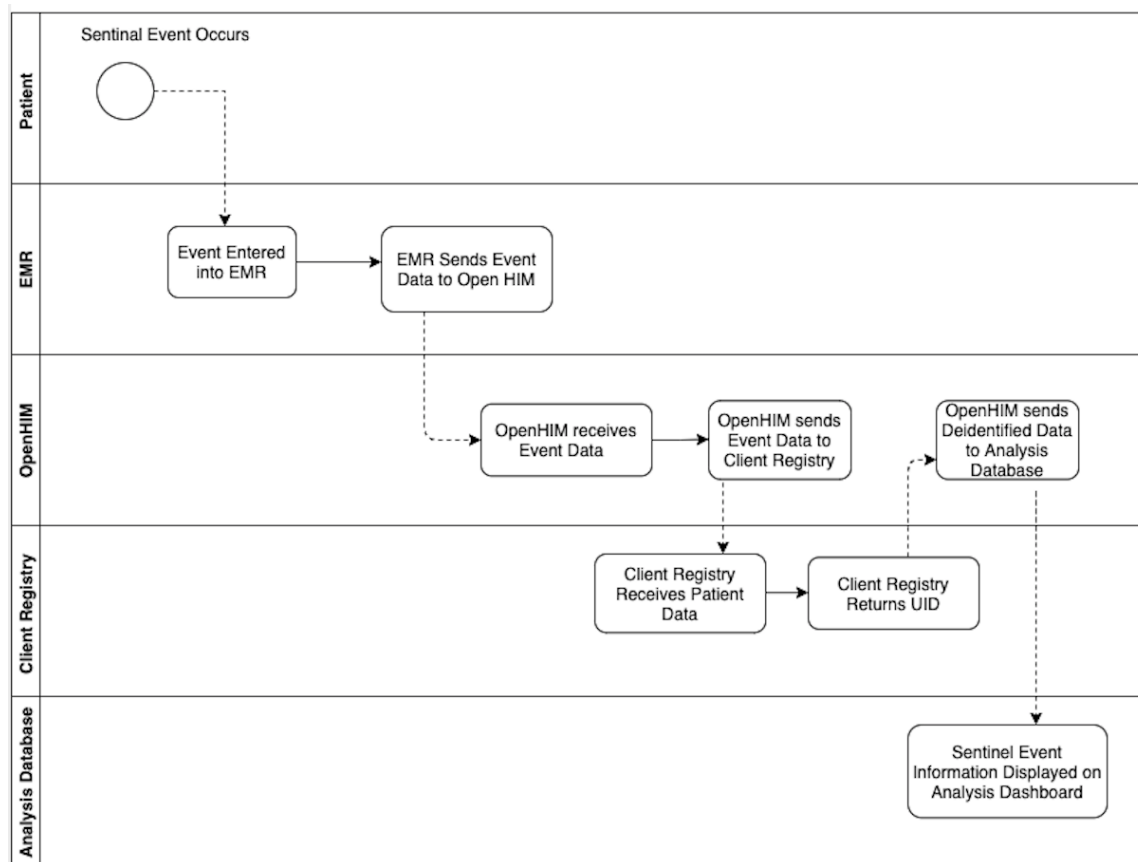 Sentinal Event Occurs
Patient
EMR
Event Entered
into EMR
EMR Sends Event
Data to Open HIM
OpenHIM
OpenHIM receives
Event Data
OpenHIM sends
Event Data to
Client Registry
OpenHIM sends
Deidentified Data
to Analysis
Database
Client Registry
Client Registry
Receives Patient
Data
Client Registry
Returns UID
Analysis Database
Sentinel Event
Information Displayed on
Analysis Dashboard